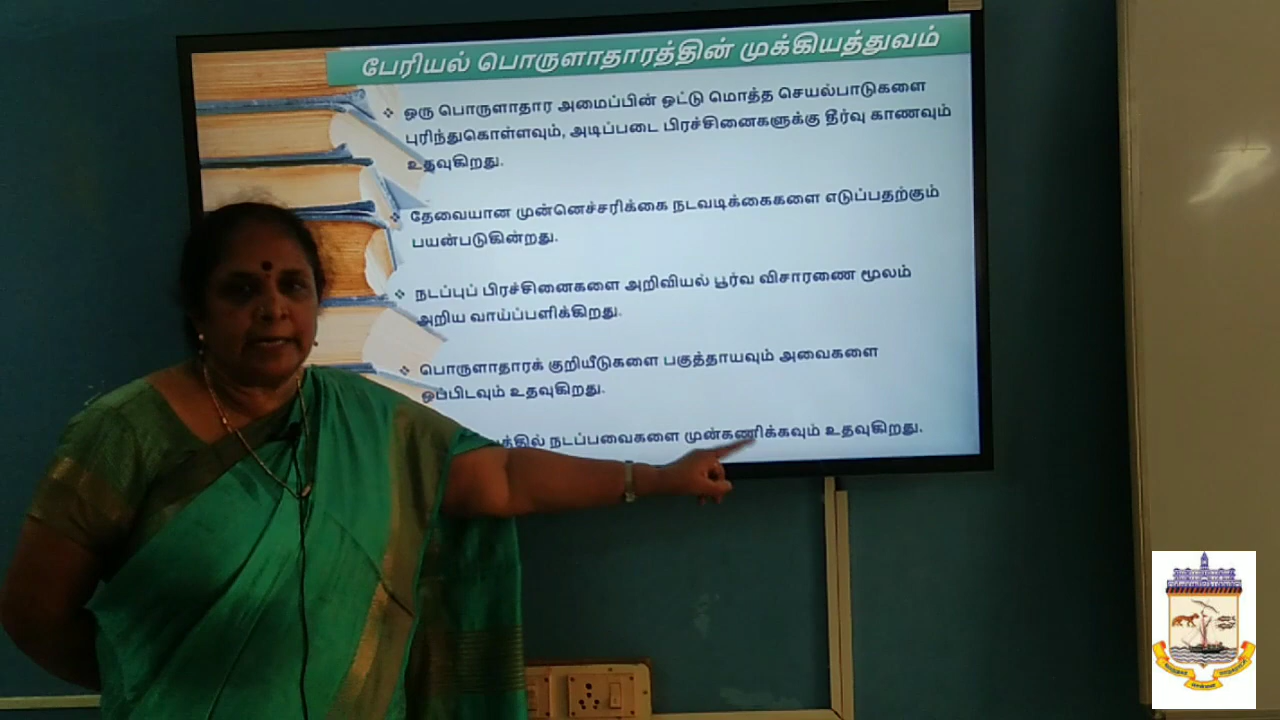 பேரியல் பொருளாதாரத்தின் முக்கியத்துவம்
❖ ஒரு பொருளாதார அமைப்பின் ஒட்டு மொத்த செயல்பாடுகளை
புரிந்துகொள்ளவும், அடிப்படை பிரச்சினைகளுக்கு தீர்வு காணவும்
உதவுகிறது.
❖ தேவையான முன்னெச்சரிக்கை நடவடிக்கைகளை எடுப்பதற்கும்
பயன்படுகின்றது.
❖ நடப்புப் பிரச்சினைகளை அறிவியல் பூர்வ விசாரணை மூலம்
அறிய வாய்ப்பளிக்கிறது.
❖ பொருளாதாரக் குறியீடுகளை பகுத்தாயவும் அவைகளை
ஒப்பிடவும் உதவுகிறது.
நடப்பவைகளை முன்கணிக்கவும் உதவுகிறது.